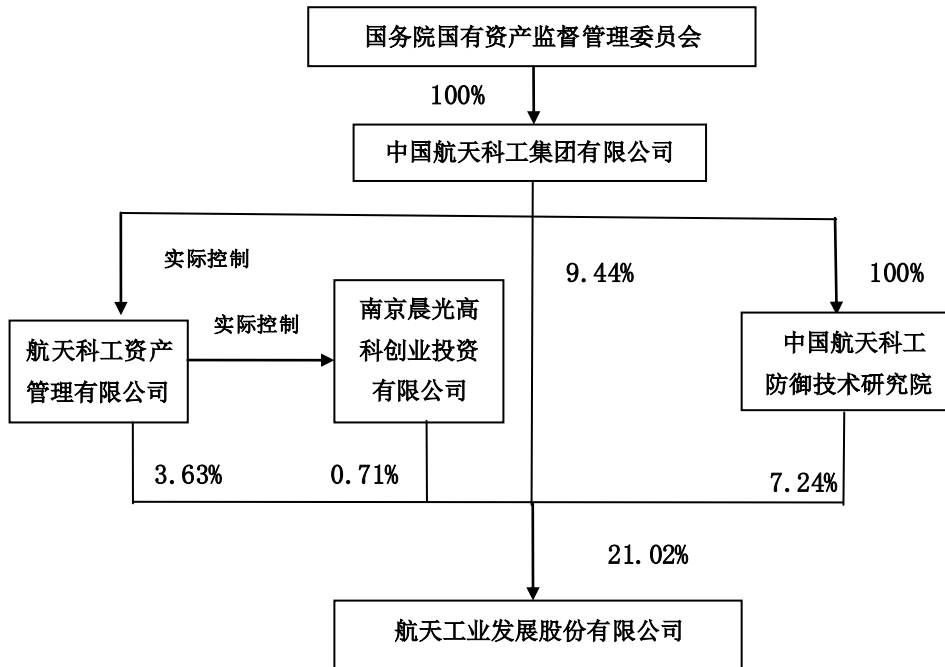 国务院国有资产监督管理委员会
100%
中国航天科工集团有限公司
实际控制
9.44%
100%
实际控制
航天科工资产
管理有限公司
南京晨光高
科创业投资
有限公司
中国航天科工
防御技术研究院
3.63%
0.71%
7.24%
21.02%
航天工业发展股份有限公司